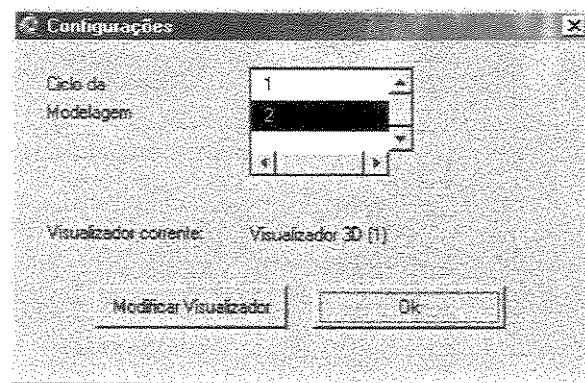 Configurações
Ciclo da
Modelagem
1
2
Visualizador corrente:
Visualizador 3D (1)
Modificar Visualizador
Ok